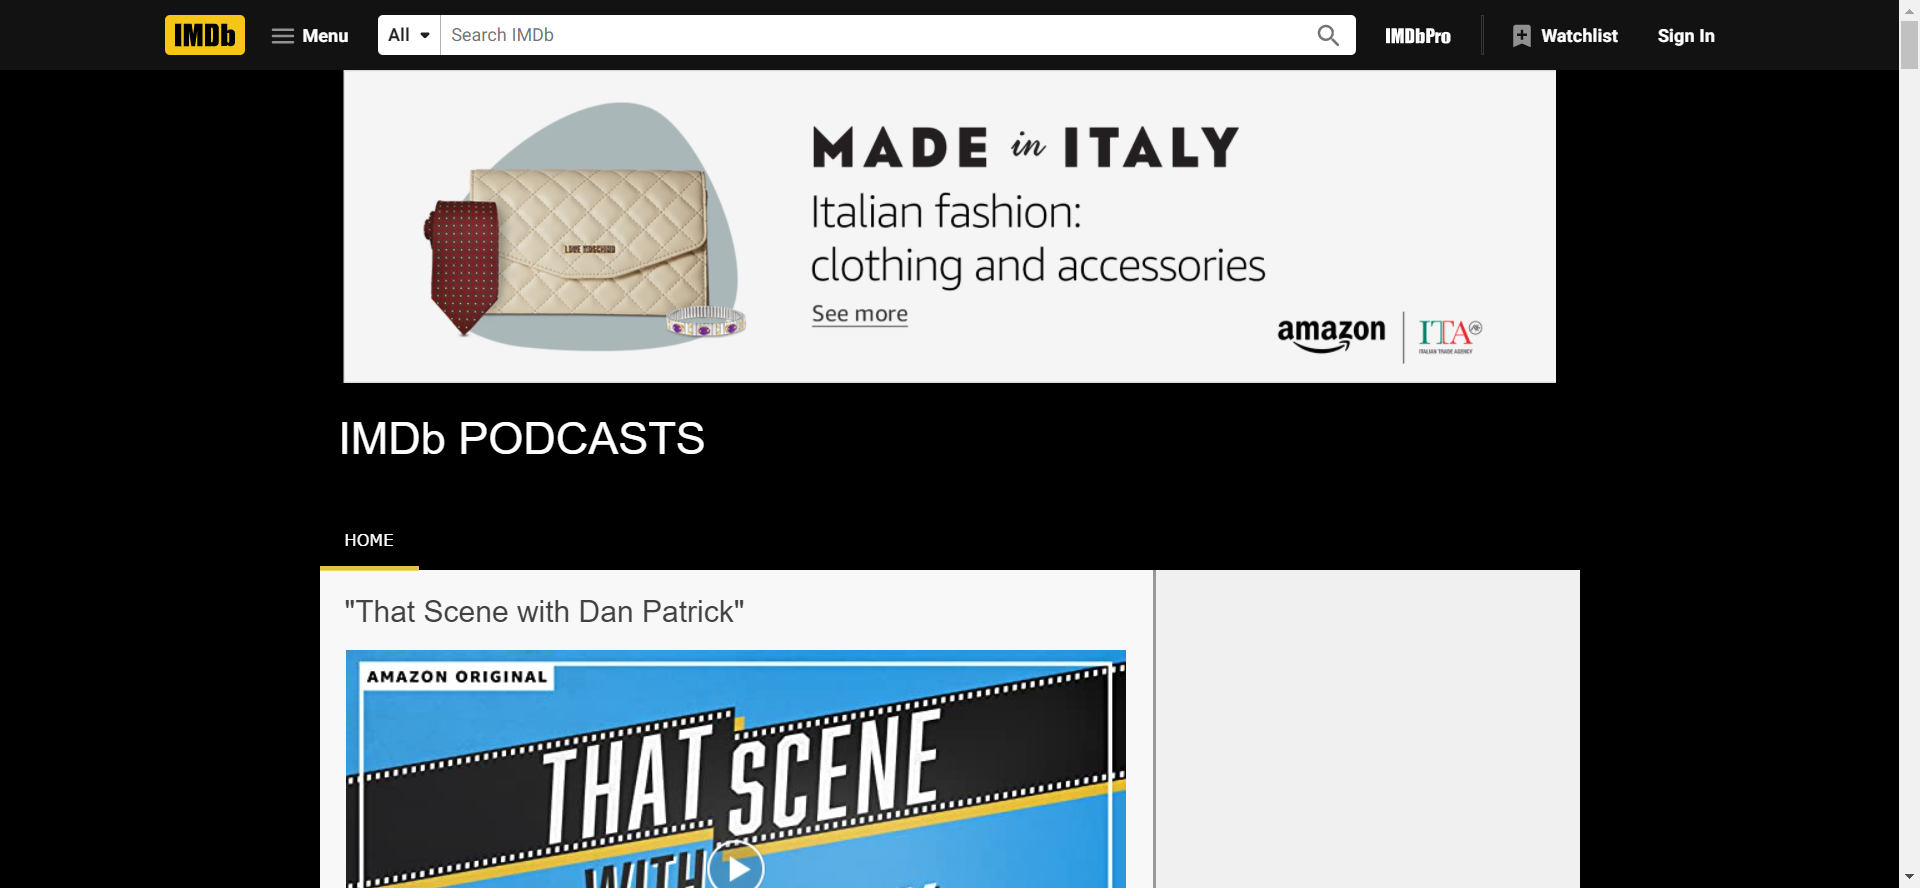 IMDb
Menu
All
Search IMDb
IMDbPro
Watchlist
Sign In
MADE in ITALY
Italian fashion:
clothing and accessories
See more
LOVE MOSCHINO
amazon
ITA
ITALIAN TRADE AGENCY
IMDb PODCASTS
HOME
"That Scene with Dan Patrick"
AMAZON ORIGINAL
THAT SCENE
WITH